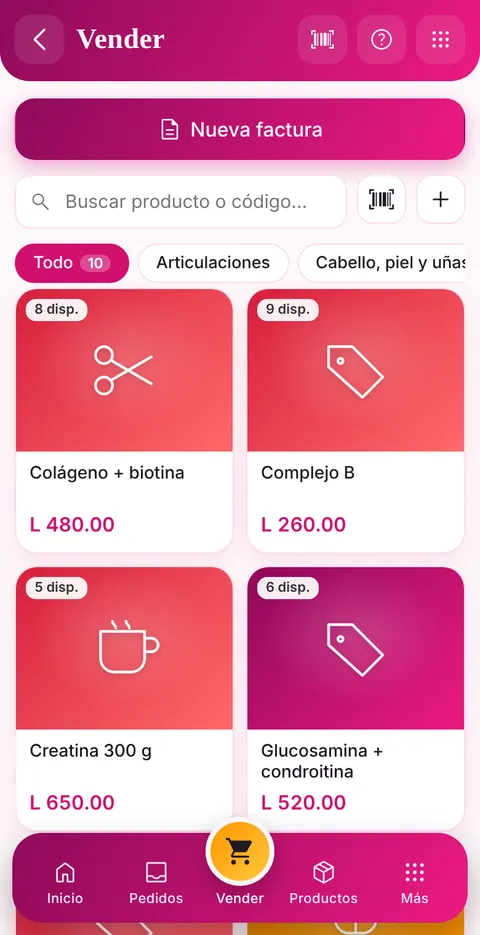 Vender
Nueva factura
Buscar producto o código...
Todo 10
Articulaciones
Cabello, piel y uñas
8 disp.
9 disp.
Colágeno + biotina
Complejo B
L 480.00
L 260.00
5 disp.
6 disp.
Creatina 300 g
Glucosamina +
condroitina
L 650.00
L 520.00
Inicio
Pedidos
Vender
Productos
Más